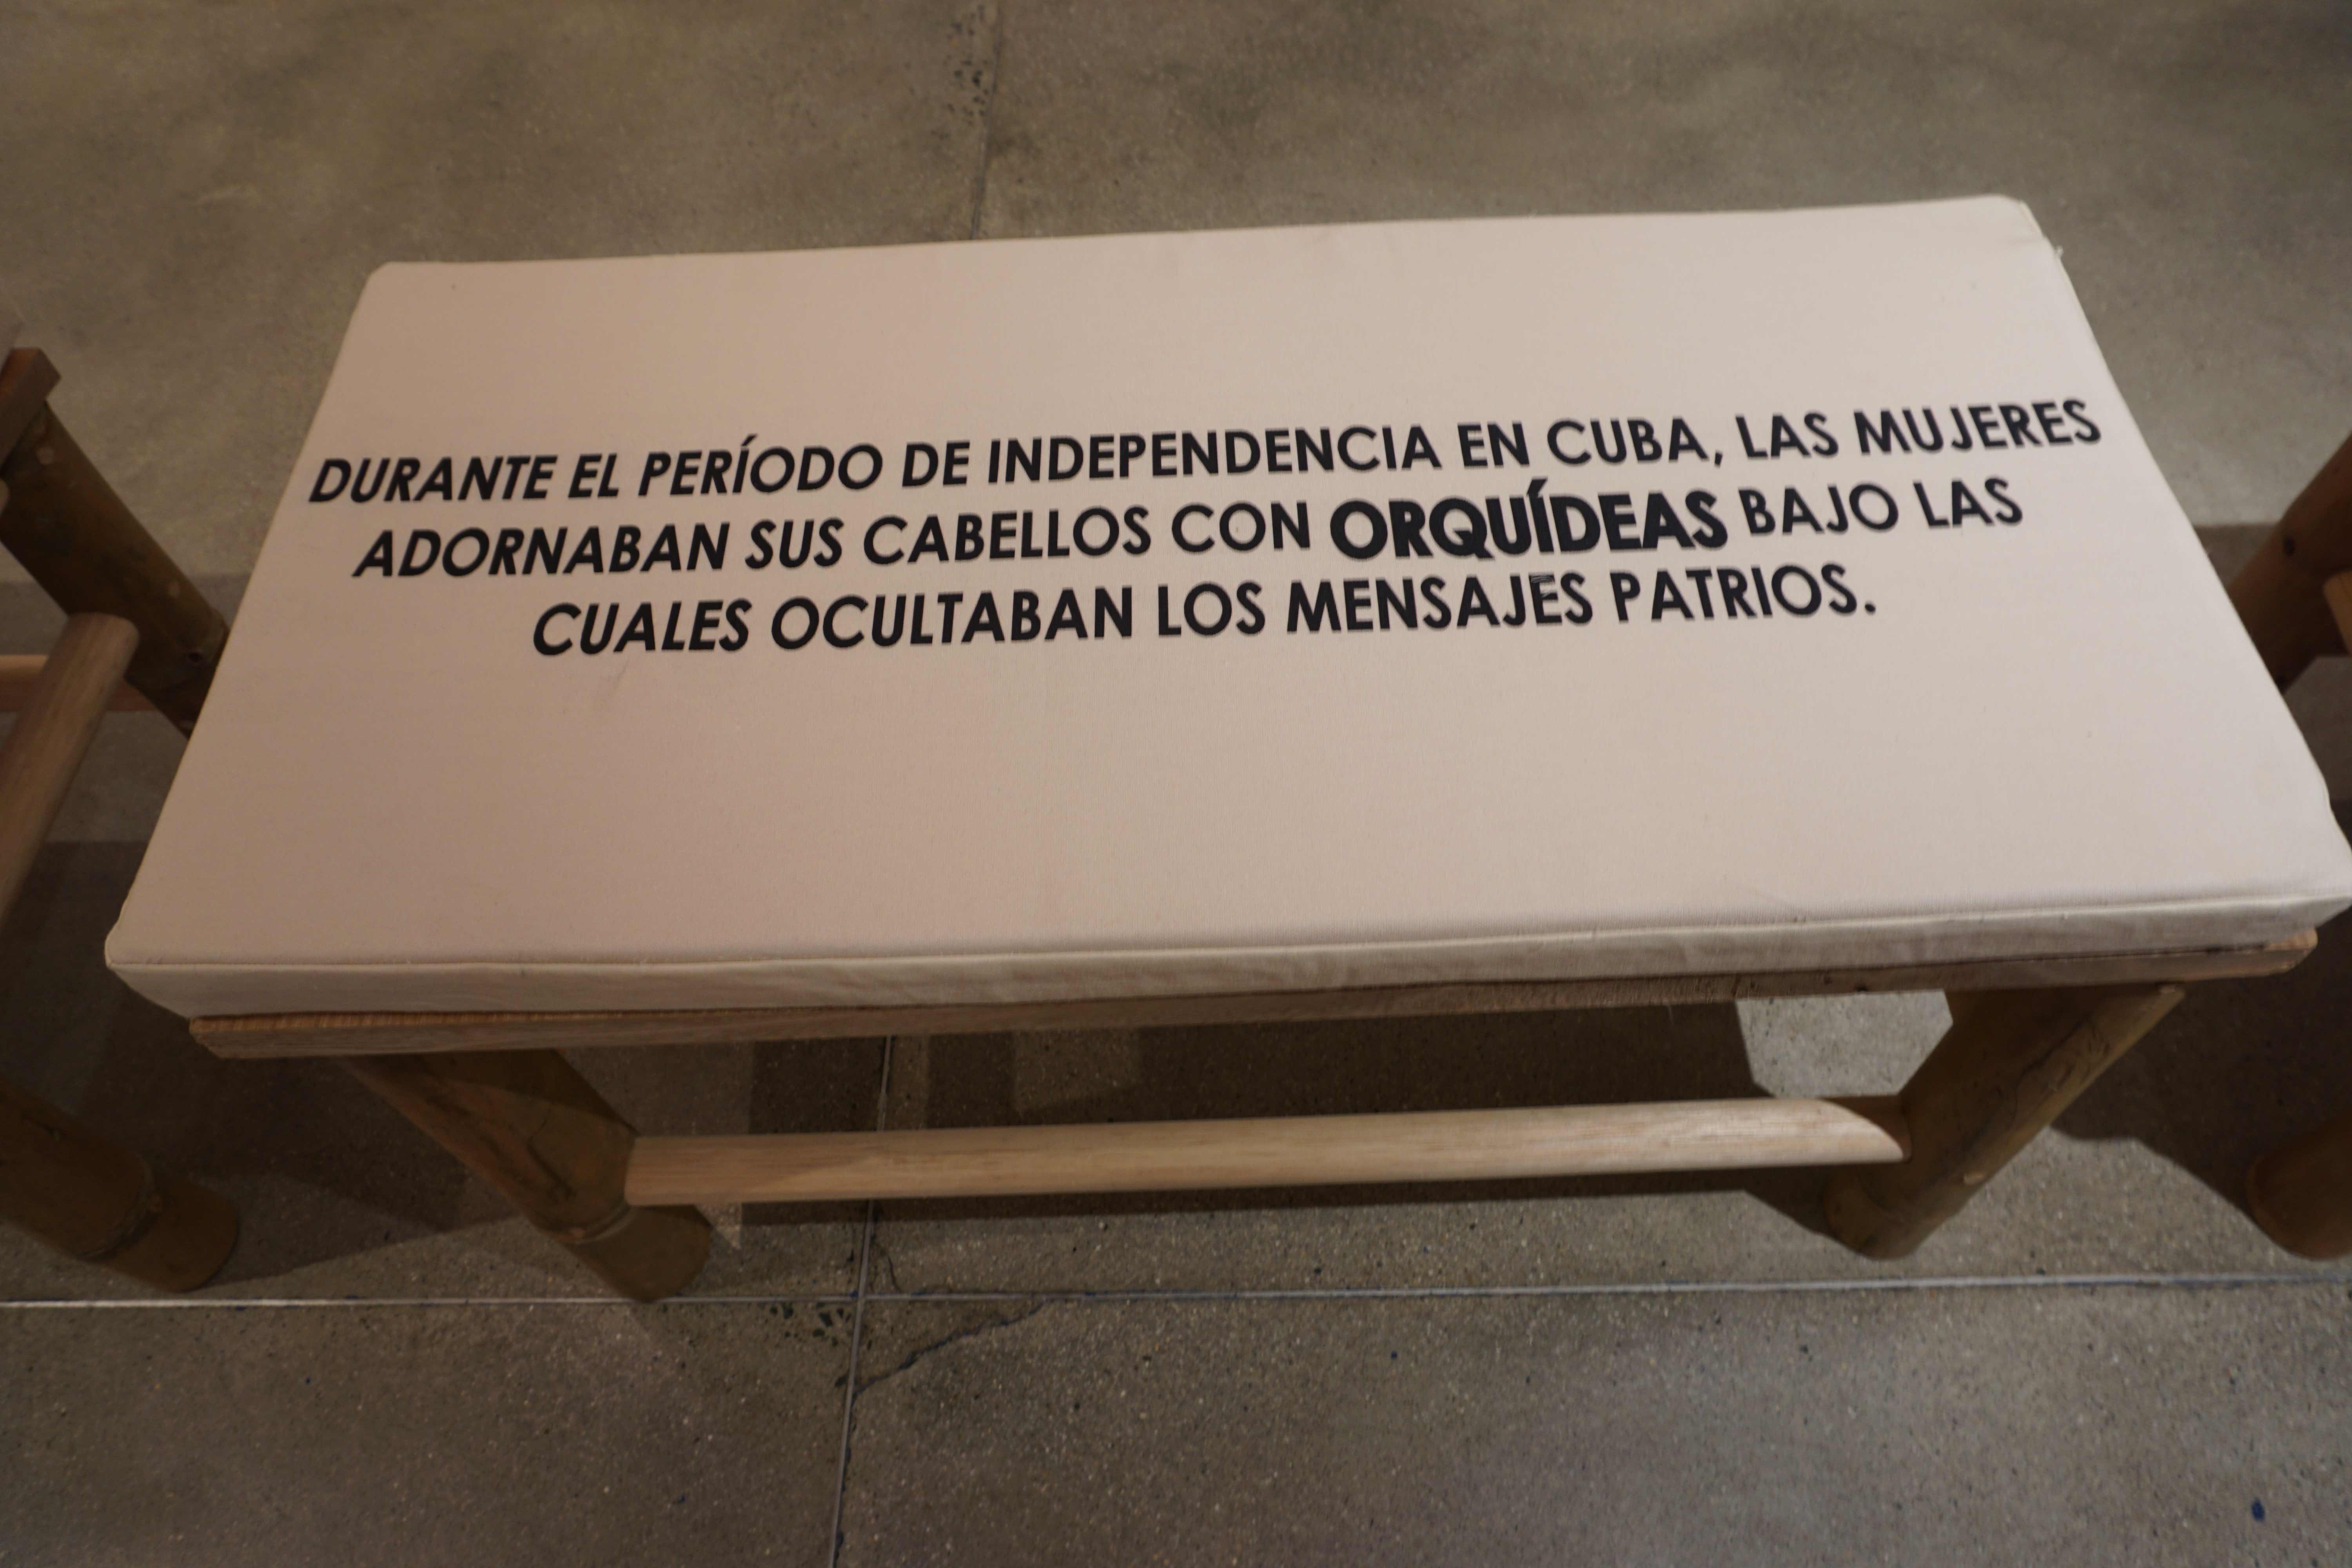 DURANTE EL PERÍODO DE INDEPENDENCIA EN CUBA, LAS MUJERES
ADORNABAN SUS CABELLOS CON ORQUÍDEAS BAJO LAS
CUALES OCULTABAN LOS MENSAJES PATRIOS.